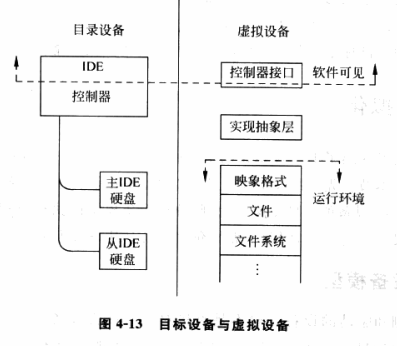 目录设备
虚拟设备
IDE
控制器
控制器接口
软件可见
实现抽象层
主IDE
硬盘
从IDE
硬盘
映象格式
文件
文件系统
⋮
运行环境
图 4-13 目标设备与虚拟设备